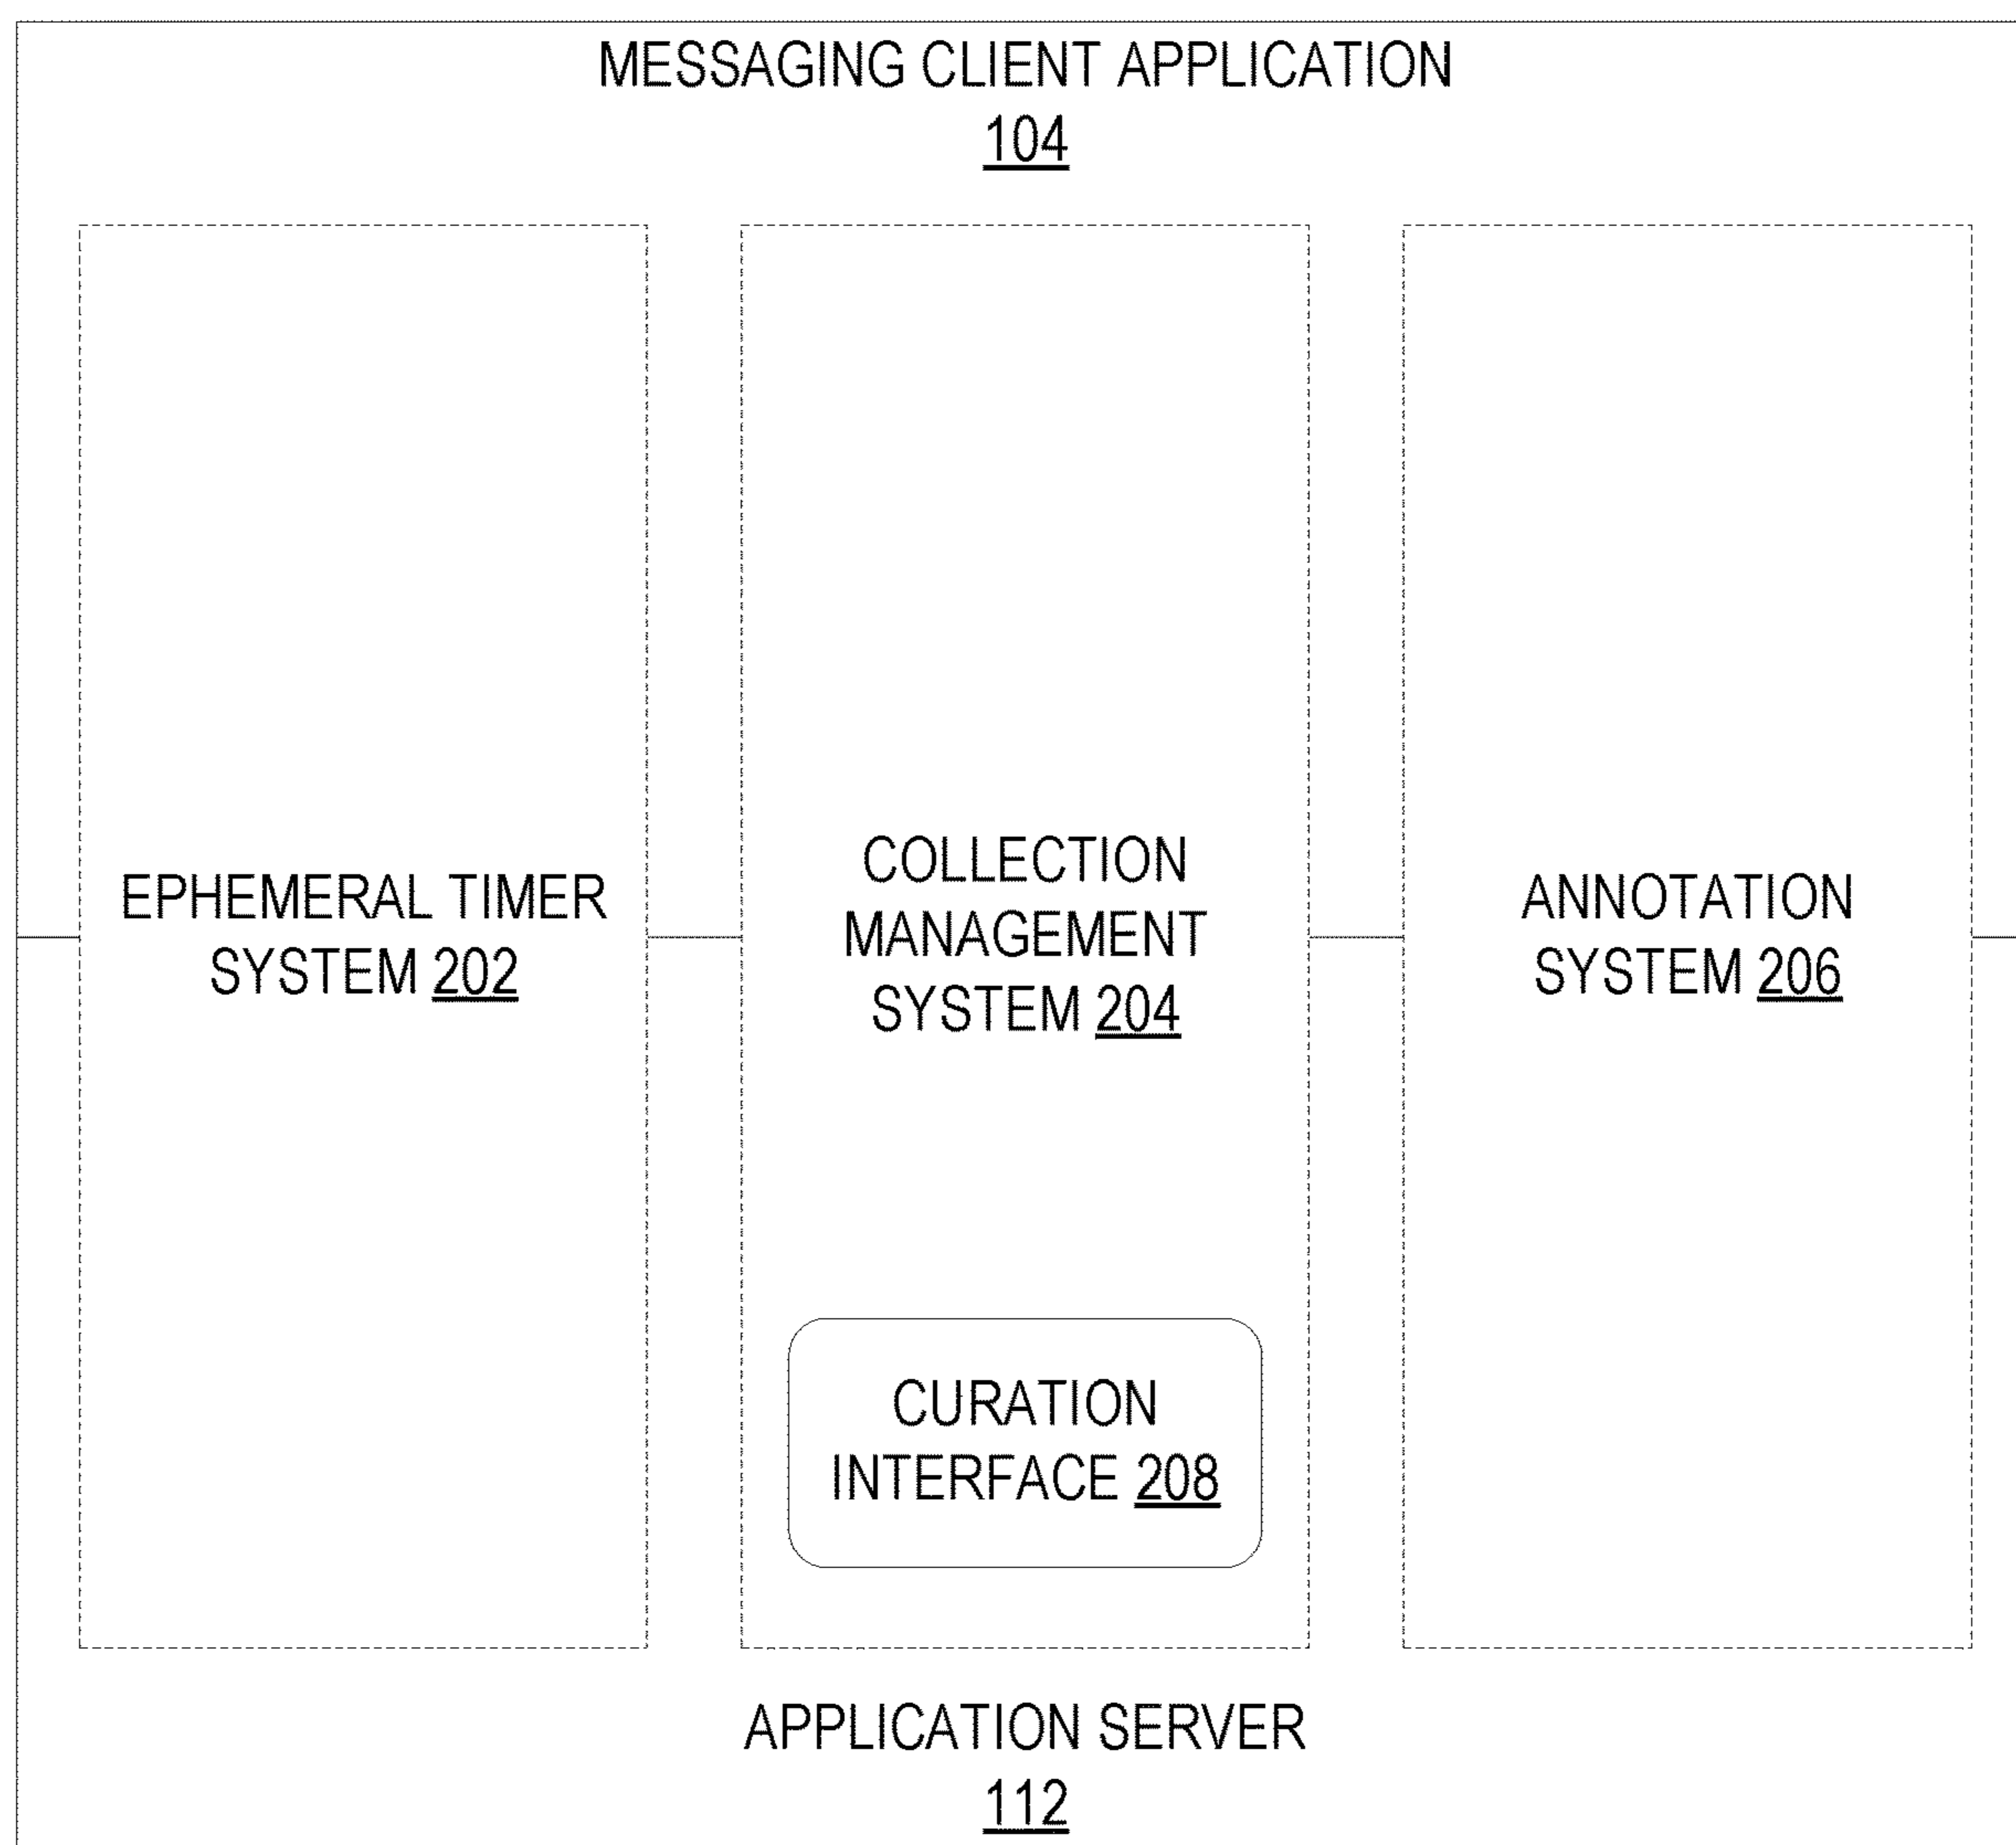 MESSAGING CLIENT APPLICATION
104
EPHEMERAL TIMER
SYSTEM 202
COLLECTION
MANAGEMENT
SYSTEM 204
CURATION
INTERFACE 208
ANNOTATION
SYSTEM 206
APPLICATION SERVER
112